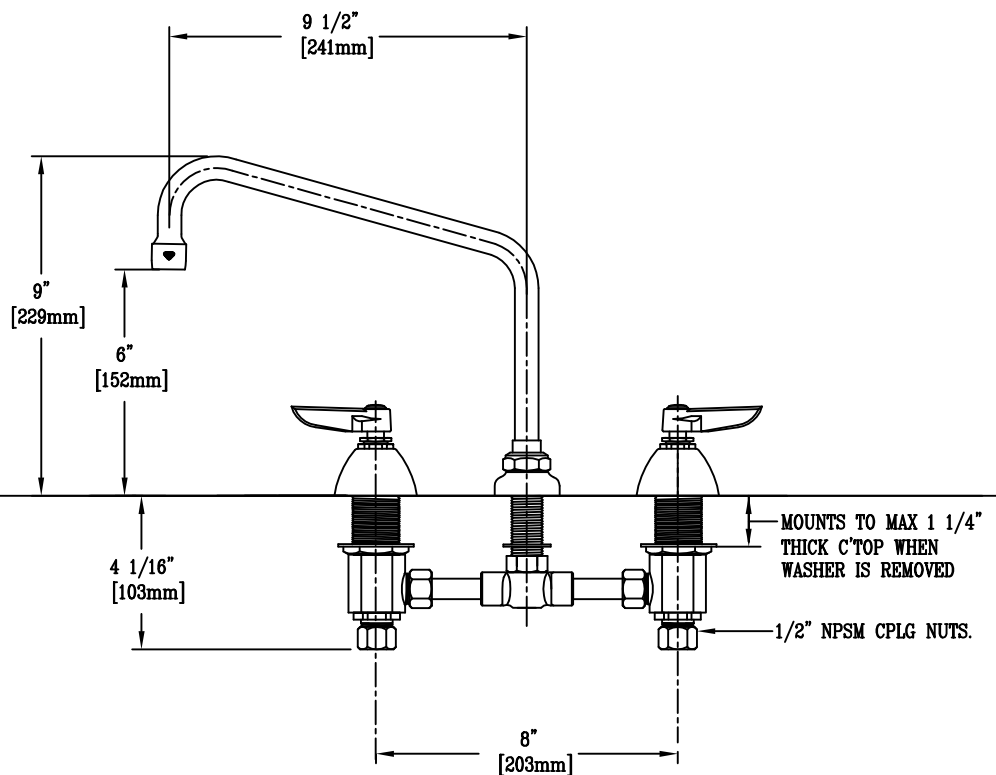 9 1/2"
[241mm]
9"
[229mm]
6"
[152mm]
4 1/16"
[103mm]
MOUNTS TO MAX 1 1/4"
THICK C'TOP WHEN
WASHER IS REMOVED
1/2" NPSM CPLG NUTS.
8"
[203mm]